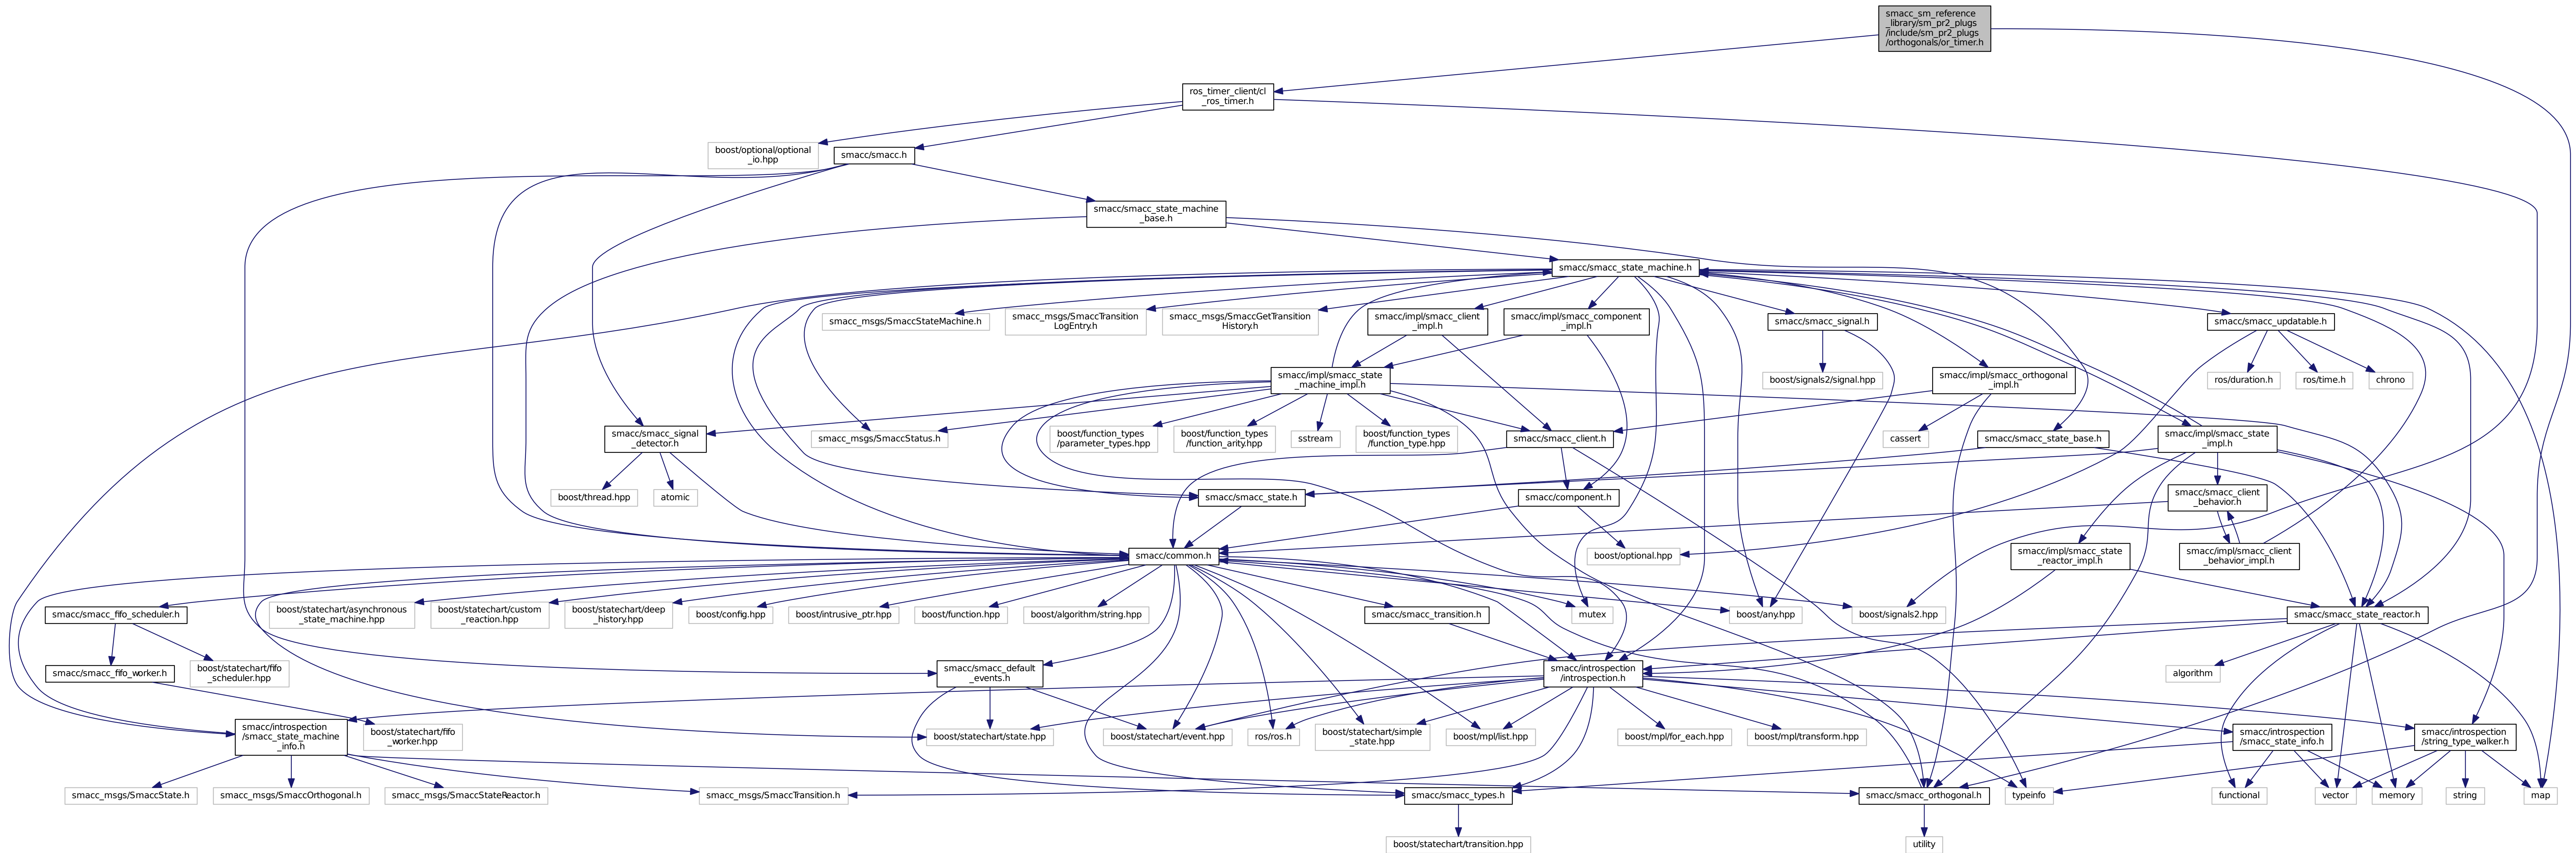 smacc_sm_reference
_library/sm_pr2_plugs
/include/sm_pr2_plugs
/orthogonals/or_timer.h
ros_timer_client/cl
_ros_timer.h
boost/optional/optional
_io.hpp
smacc/smacc.h
smacc/smacc_state_machine
_base.h
smacc/smacc_state_machine.h
smacc_msgs/SmaccStateMachine.h
smacc_msgs/SmaccTransition
LogEntry.h
smacc_msgs/SmaccGetTransition
History.h
smacc/impl/smacc_client
_impl.h
smacc/impl/smacc_component
_impl.h
smacc/smacc_signal.h
smacc/smacc_updatable.h
smacc/impl/smacc_state
_machine_impl.h
boost/signals2/signal.hpp
smacc/impl/smacc_orthogonal
_impl.h
ros/duration.h
ros/time.h
chrono
smacc/smacc_signal
_detector.h
smacc_msgs/SmaccStatus.h
boost/function_types
/parameter_types.hpp
boost/function_types
/function_arity.hpp
sstream
boost/function_types
/function_type.hpp
smacc/smacc_client.h
cassert
smacc/smacc_state_base.h
smacc/impl/smacc_state
_impl.h
boost/thread.hpp
atomic
smacc/smacc_state.h
smacc/component.h
smacc/smacc_client
_behavior.h
smacc/common.h
boost/optional.hpp
smacc/impl/smacc_state
_reactor_impl.h
smacc/impl/smacc_client
_behavior_impl.h
smacc/smacc_fifo_scheduler.h
boost/statechart/asynchronous
_state_machine.hpp
boost/statechart/custom
_reaction.hpp
boost/statechart/deep
_history.hpp
boost/config.hpp
boost/intrusive_ptr.hpp
boost/function.hpp
boost/algorithm/string.hpp
smacc/smacc_transition.h
mutex
boost/any.hpp
boost/signals2.hpp
smacc/smacc_state_reactor.h
smacc/smacc_fifo_worker.h
boost/statechart/fifo
_scheduler.hpp
smacc/smacc_default
_events.h
smacc/introspection
/introspection.h
algorithm
smacc/introspection
/smacc_state_machine
_info.h
boost/statechart/fifo
_worker.hpp
boost/statechart/state.hpp
boost/statechart/event.hpp
ros/ros.h
boost/statechart/simple
_state.hpp
boost/mpl/list.hpp
boost/mpl/for_each.hpp
boost/mpl/transform.hpp
smacc/introspection
/smacc_state_info.h
smacc/introspection
/string_type_walker.h
smacc_msgs/SmaccState.h
smacc_msgs/SmaccOrthogonal.h
smacc_msgs/SmaccStateReactor.h
smacc_msgs/SmaccTransition.h
smacc/smacc_types.h
smacc/smacc_orthogonal.h
typeinfo
functional
vector
memory
string
map
boost/statechart/transition.hpp
utility